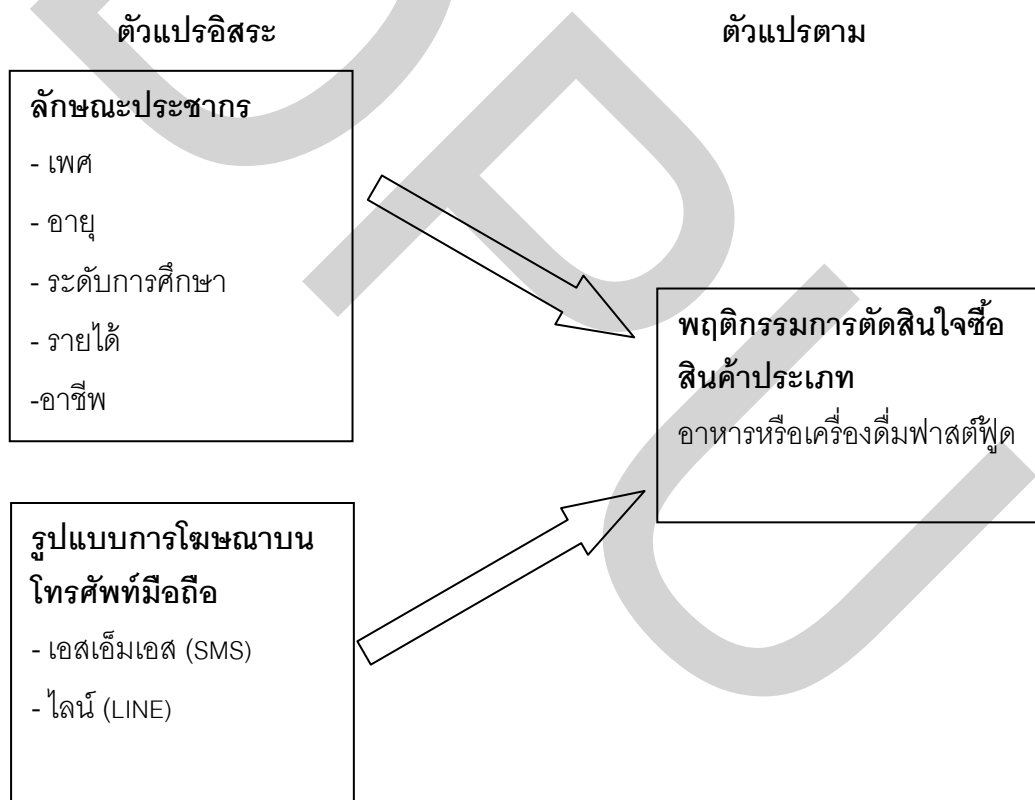 ตัวแปรอิสระ
ตัวแปรตาม
ลักษณะประชากร
- เพศ
- อายุ
- ระดับการศึกษา
- รายได้
-อาชีพ
พฤติกรรมการตัดสินใจซื้อ
สินค้าประเภท
อาหารหรือเครื่องดื่มฟาสต์ฟู้ด
รูปแบบการโฆษณาบน
โทรศัพท์มือถือ
- เอสเอ็มเอส (SMS)
- ไลน์ (LINE)
DPU